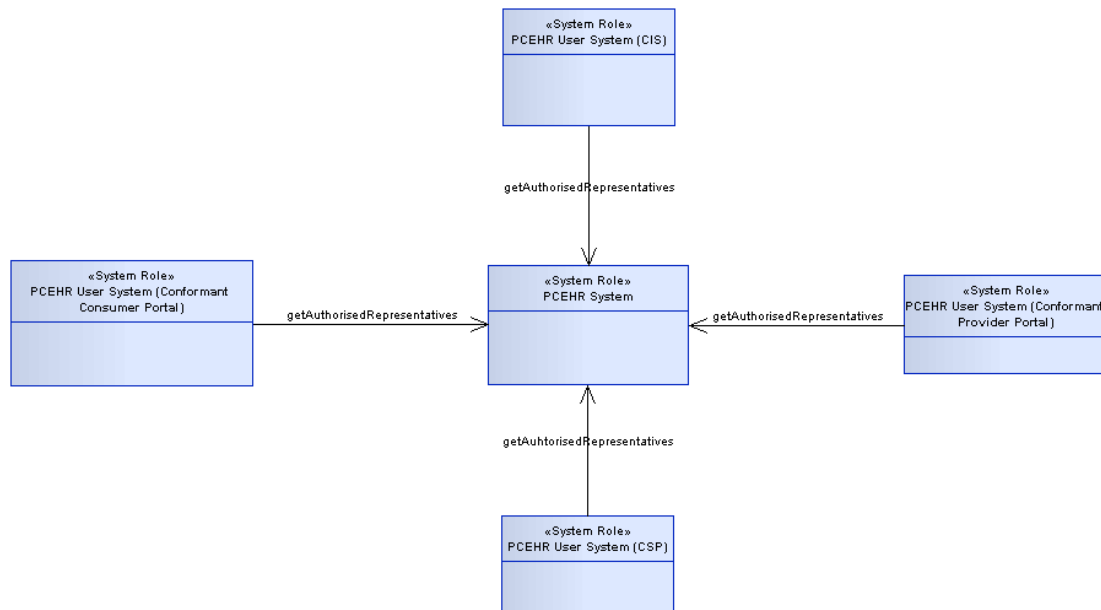 «System Role»
PCEHR User System (CIS)
getAuthorisedRepresentatives
«System Role»
PCEHR User System (Conformant
Consumer Portal)
getAuthorisedRepresentatives
«System Role»
PCEHR System
getAuthorisedRepresentatives
«System Role»
PCEHR User System (Conformant
Provider Portal)
getAuhtorisedRepresentatives
«System Role»
PCEHR User System (CSP)